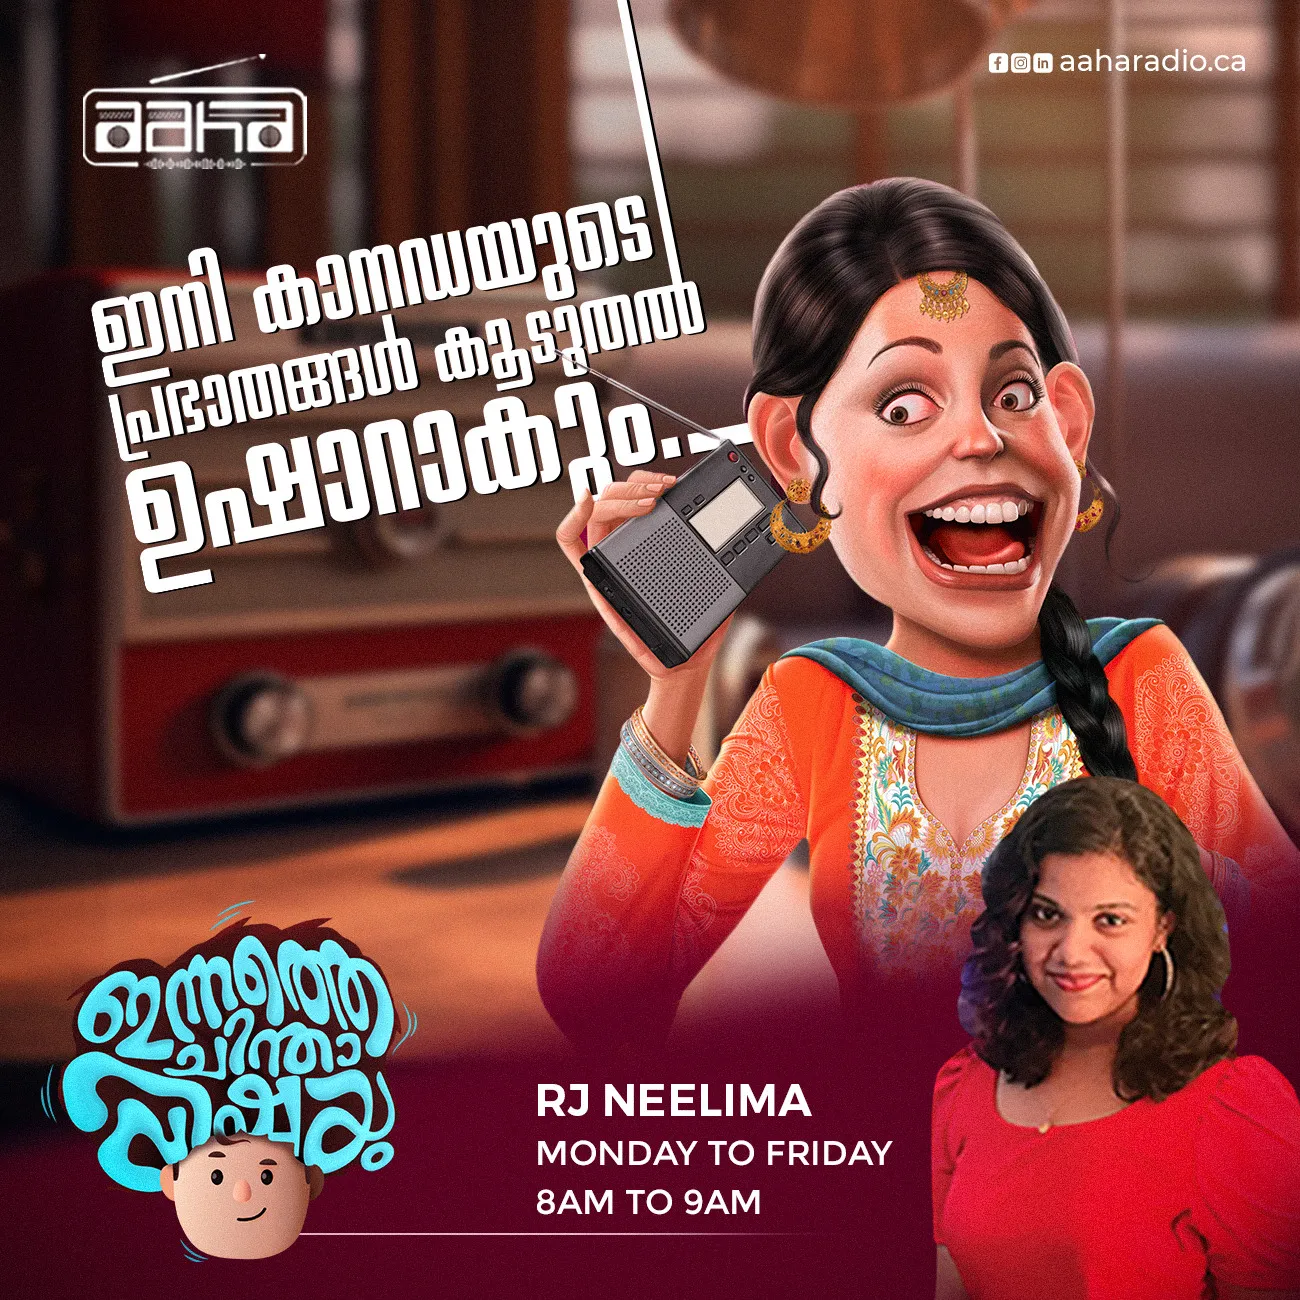 aaha
aaharadio.ca
ഇനി കാനഡയുടെ
പ്രഭാതങ്ങൾ കൂടുതൽ
ഉഷാറാകും..
ഇന്നത്തെ
ചിന്താ
വിഷയം
RJ NEELIMA
MONDAY TO FRIDAY
8AM TO 9AM